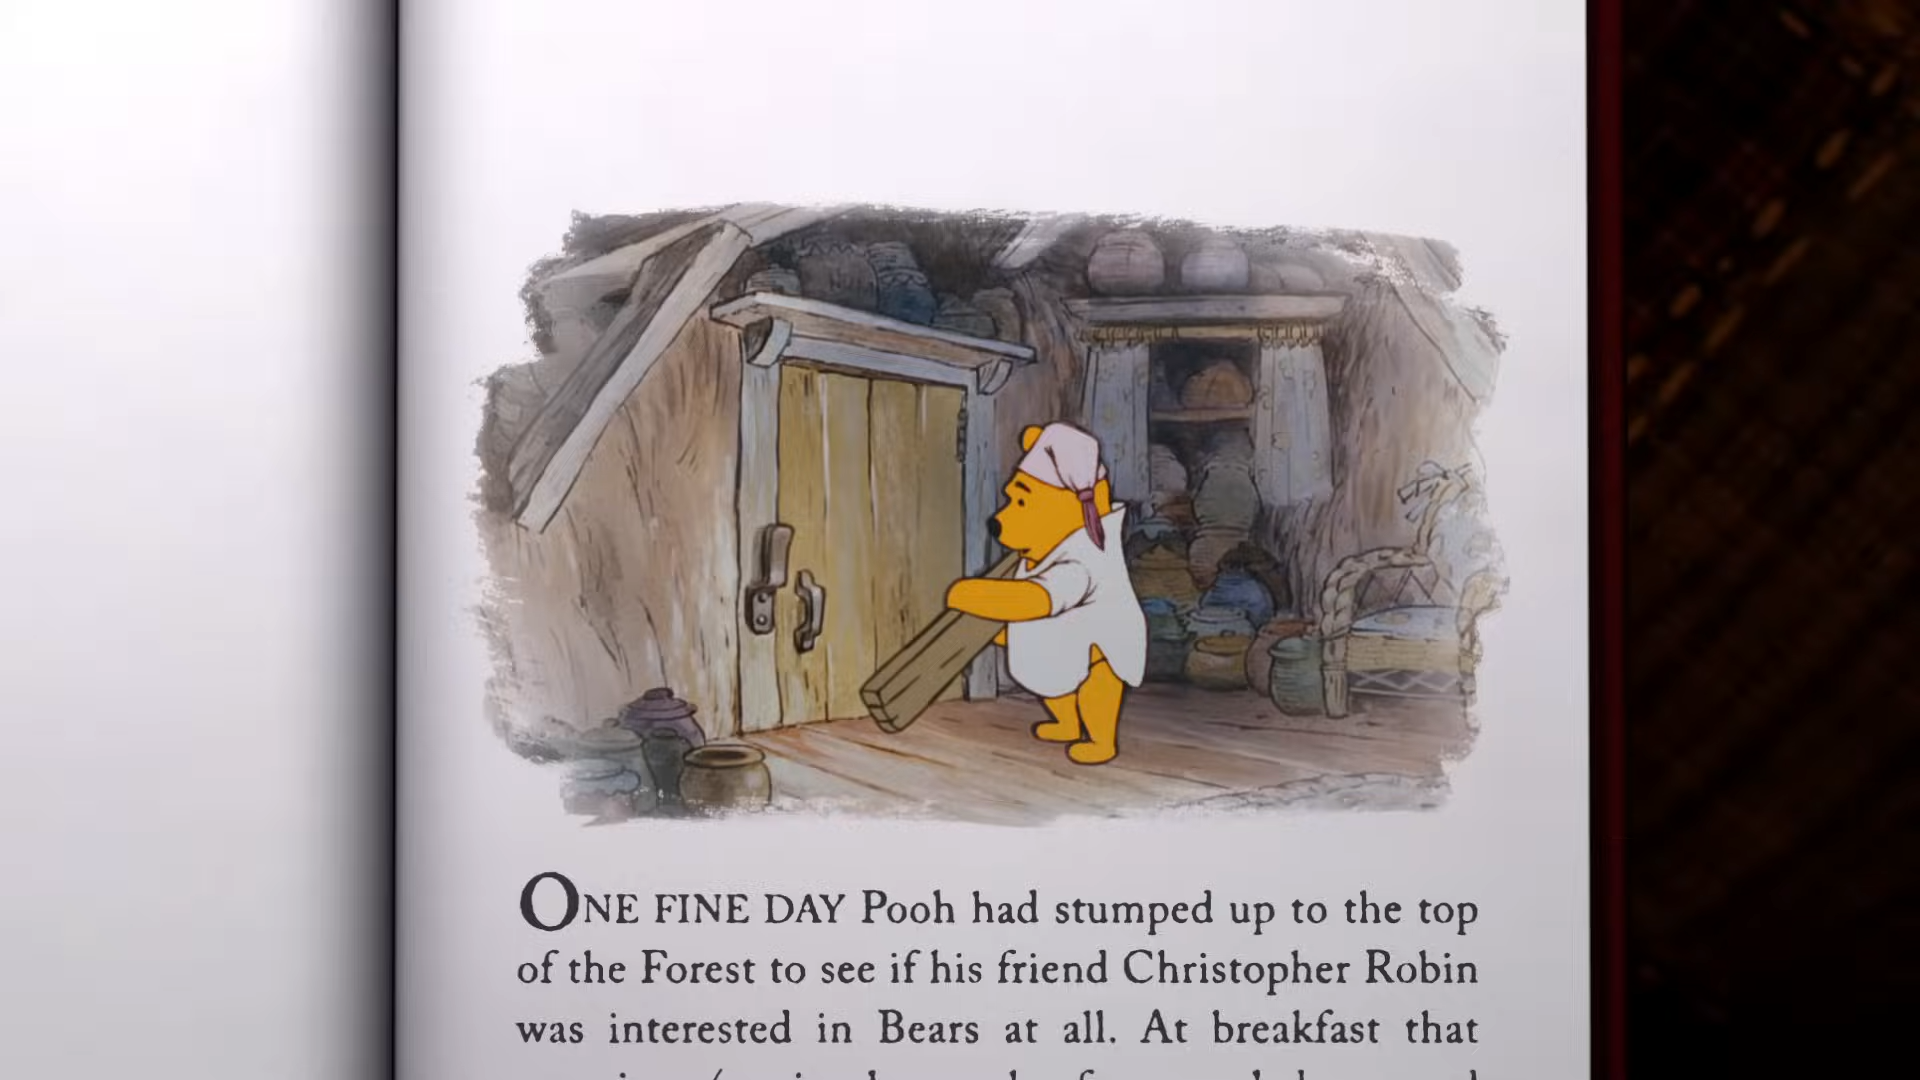 ONE FINE DAY Pooh had stumped up to the top
of the Forest to see if his friend Christopher Robin
was interested in Bears at all. At breakfast that